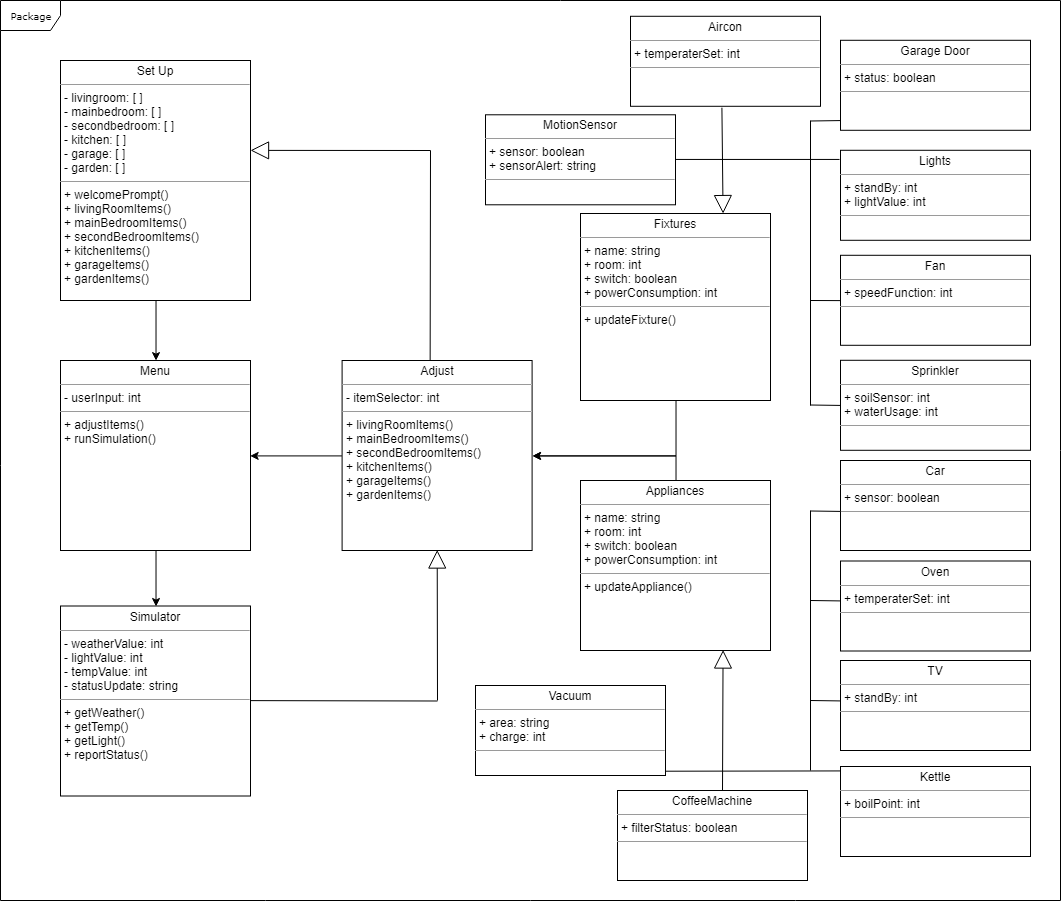 Package
Set Up
- livingroom: [ ]
- mainbedroom: [ ]
- secondbedroom: [ ]
- kitchen: [ ]
- garage: [ ]
- garden: [ ]
+ welcomePrompt()
+ livingRoomItems()
+ mainBedroomItems()
+ secondBedroomItems()
+ kitchenItems()
+ garageItems()
+ gardenItems()
Menu
- userInput: int
+ adjustItems()
+ runSimulation()
Simulator
- weatherValue: int
- lightValue: int
- tempValue: int
- statusUpdate: string
+ getWeather()
+ getTemp()
+ getLight()
+ reportStatus()
Adjust
- itemSelector: int
+ livingRoomItems()
+ mainBedroomItems()
+ secondBedroomItems()
+ kitchenItems()
+ garageItems()
+ gardenItems()
Aircon
+ temperaterSet: int
MotionSensor
+ sensor: boolean
+ sensorAlert: string
Fixtures
+ name: string
+ room: int
+ switch: boolean
+ powerConsumption: int
+ updateFixture()
Appliances
+ name: string
+ room: int
+ switch: boolean
+ powerConsumption: int
+ updateAppliance()
Vacuum
+ area: string
+ charge: int
CoffeeMachine
+ filterStatus: boolean
Garage Door
+ status: boolean
Lights
+ standBy: int
+ lightValue: int
Fan
+ speedFunction: int
Sprinkler
+ soilSensor: int
+ waterUsage: int
Car
+ sensor: boolean
Oven
+ temperaterSet: int
TV
+ standBy: int
Kettle
+ boilPoint: int